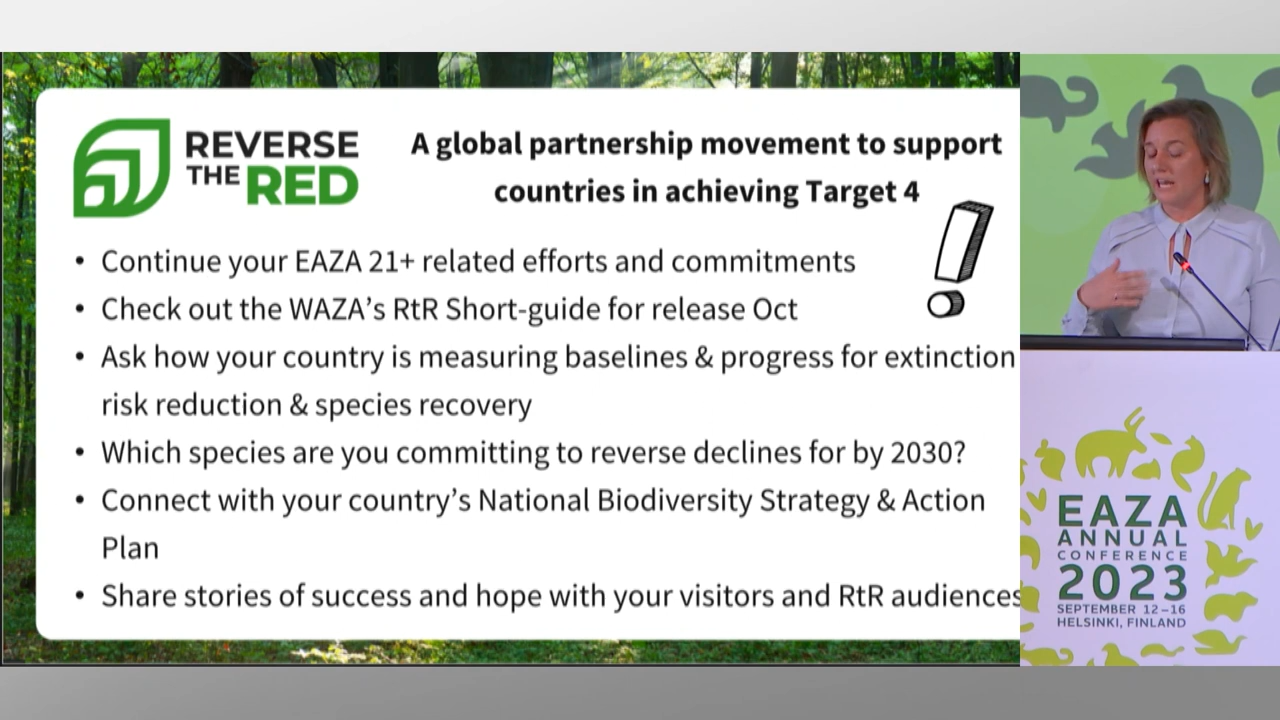 REVERSE
THE RED
A global partnership movement to support
countries in achieving Target 4
• Continue your EAZA 21+ related efforts and commitments
• Check out the WAZA's RtR Short-guide for release Oct
• Ask how your country is measuring baselines & progress for extinction
risk reduction & species recovery
• Which species are you committing to reverse declines for by 2030?
• Connect with your country's National Biodiversity Strategy & Action
Plan
• Share stories of success and hope with your visitors and RtR audiences
EAZA
ANNUAL
CONFERENCE
2023
SEPTEMBER 12–16
HELSINKI, FINLAND